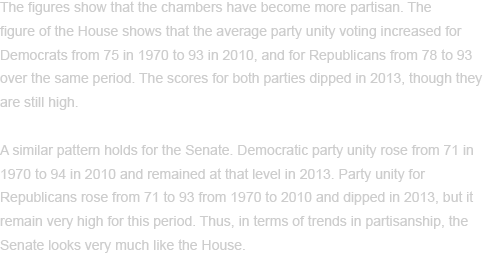 The figures show that the chambers have become more partisan. The
figure of the House shows that the average party unity voting increased for
Democrats from 75 in 1970 to 93 in 2010, and for Republicans from 78 to 93
over the same period. The scores for both parties dipped in 2013, though they
are still high.

A similar pattern holds for the Senate. Democratic party unity rose from 71 in
1970 to 94 in 2010 and remained at that level in 2013. Party unity for
Republicans rose from 71 to 93 from 1970 to 2010 and dipped in 2013, but it
remain very high for this period. Thus, in terms of trends in partisanship, the
Senate looks very much like the House.